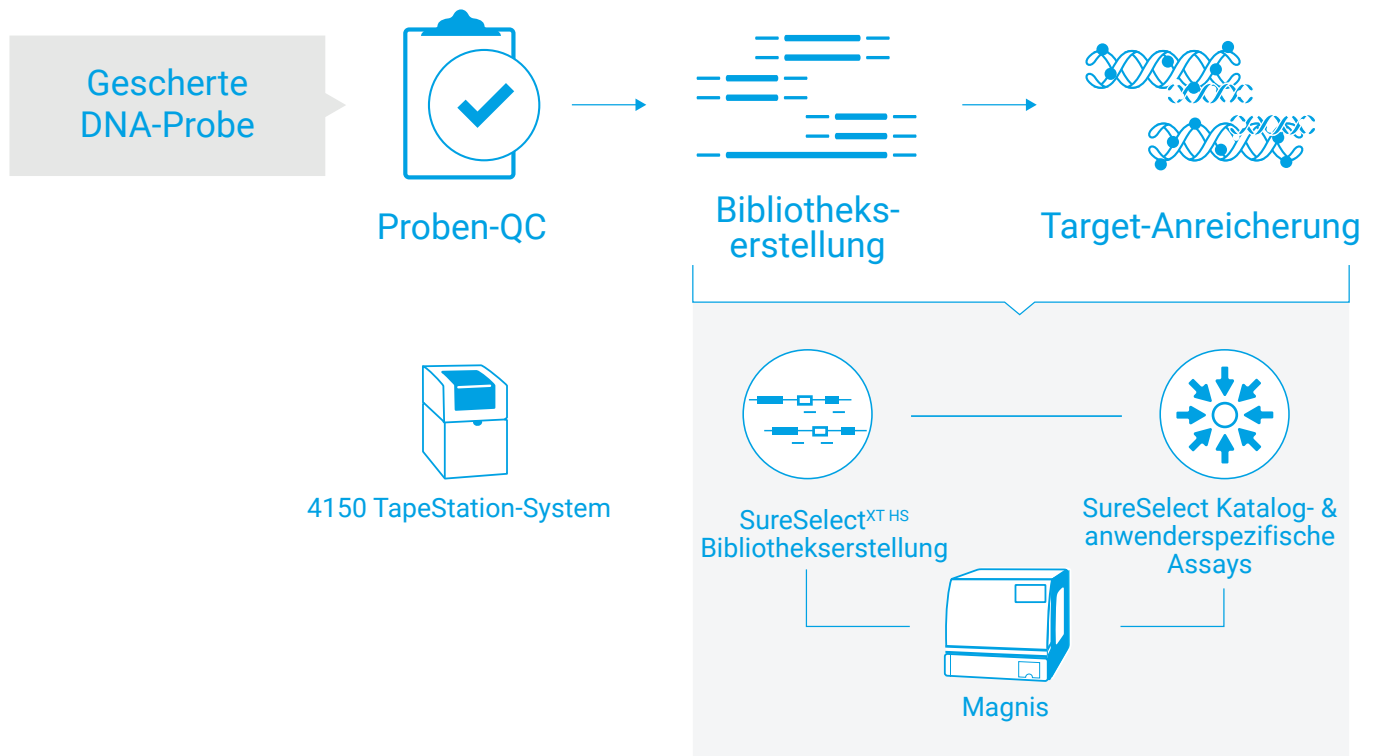 Gescherte
DNA-Probe
Proben-QC
Bibliotheks-
erstellung
Target-Anreicherung
4150 TapeStation-System
SureSelectXT HS
Bibliothekserstellung
SureSelect Katalog- &
anwenderspezifische
Assays
Magnis